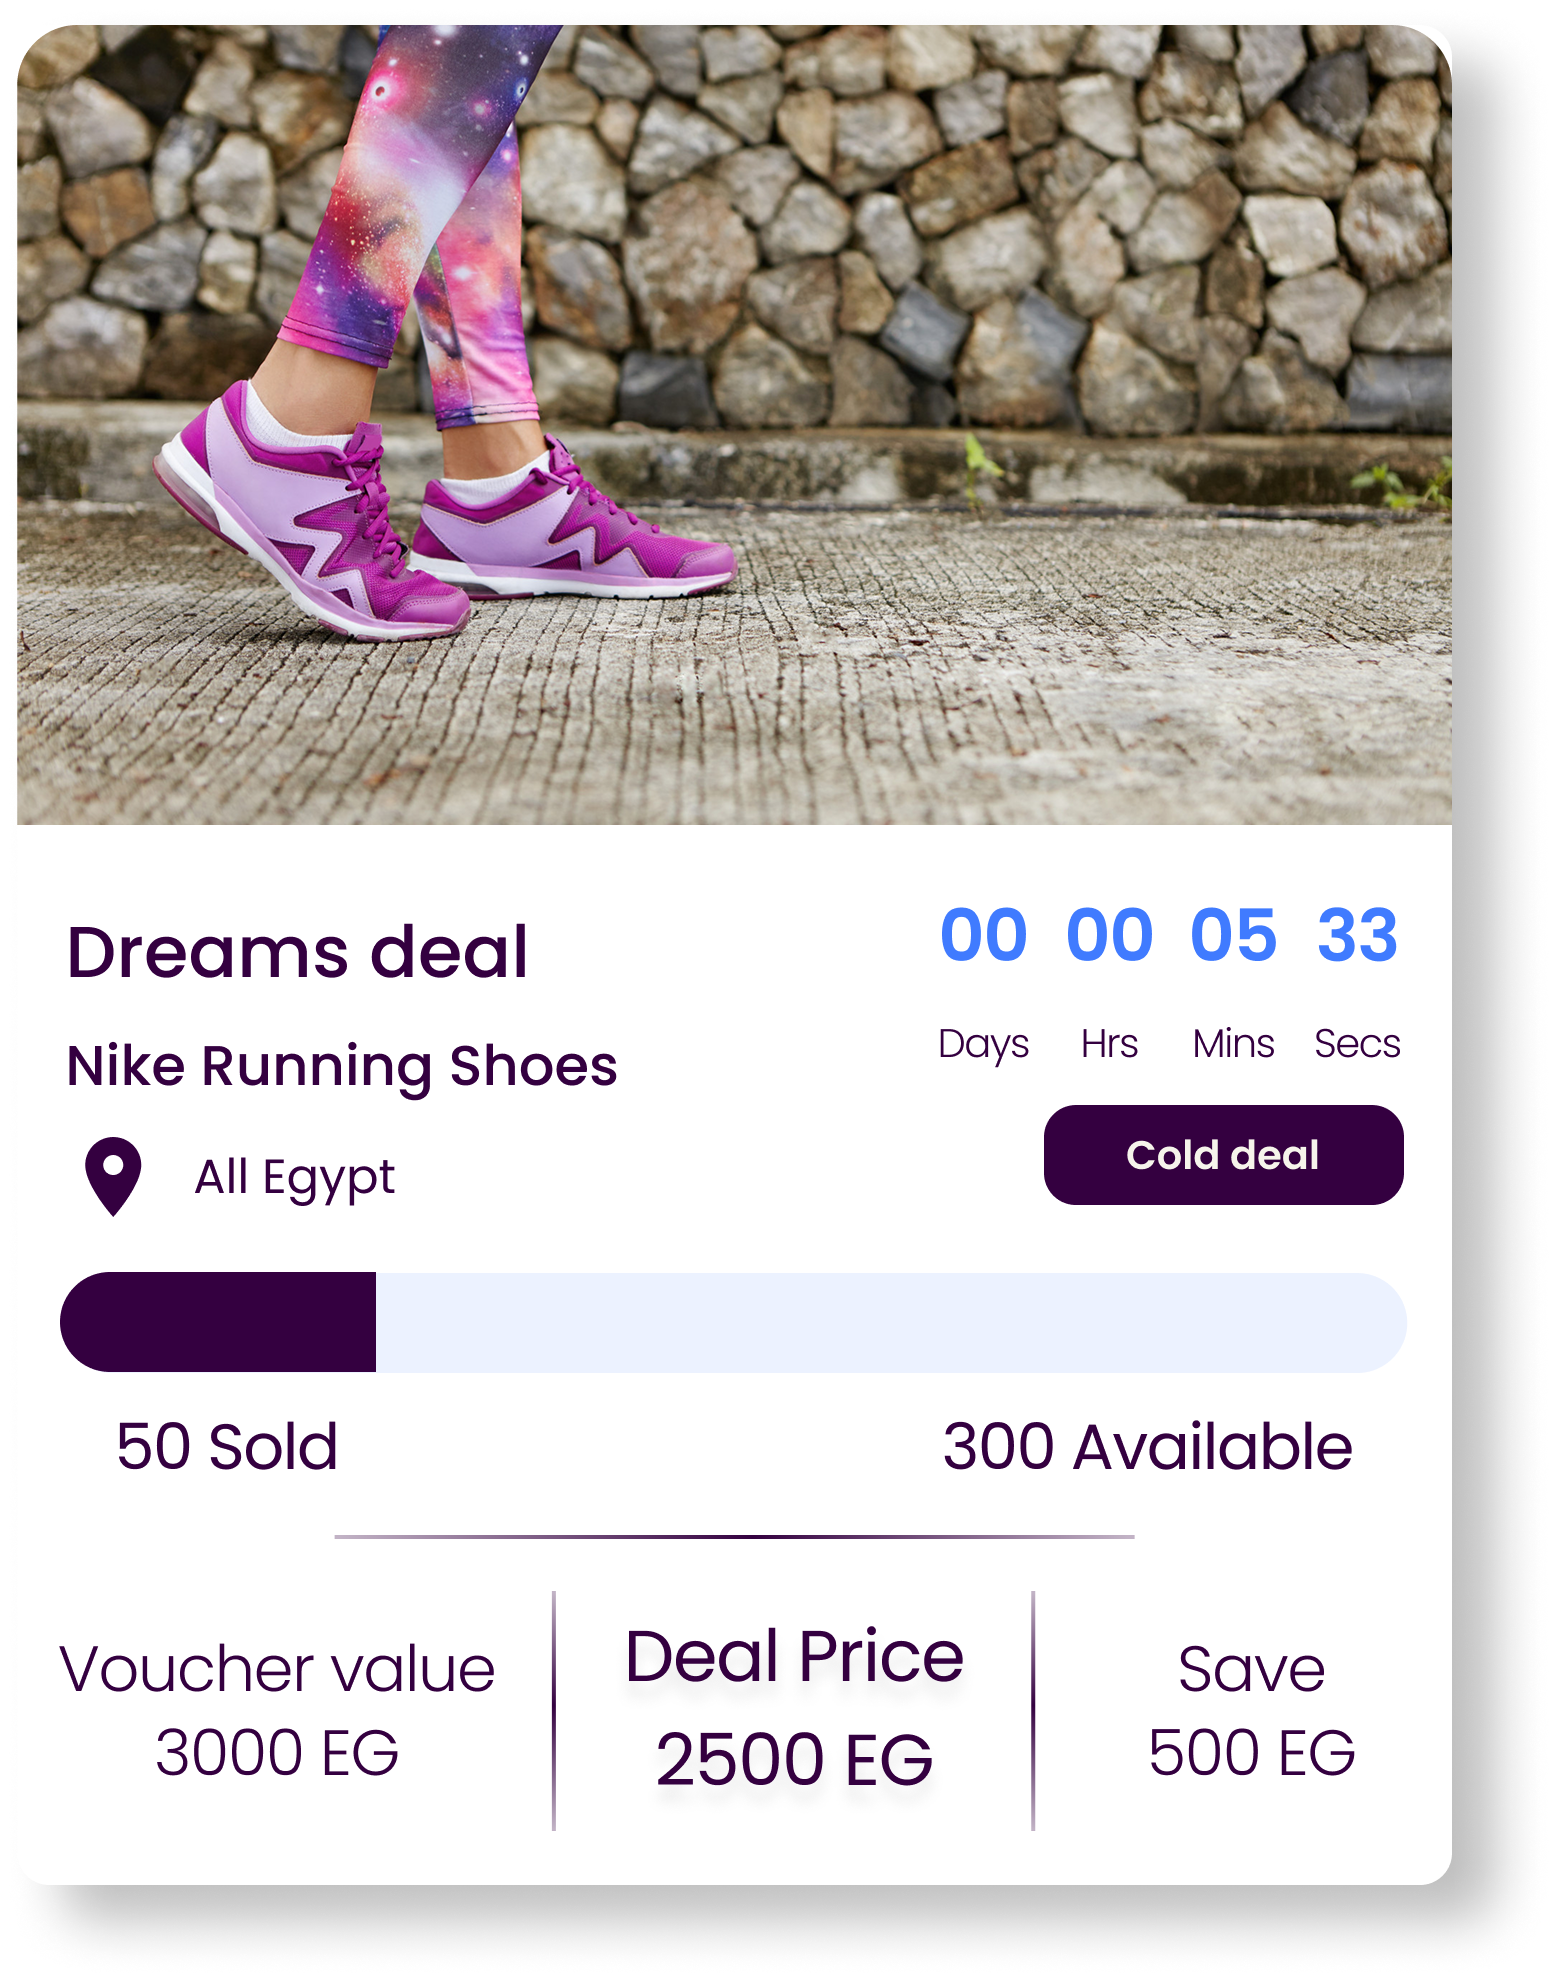 Dreams deal
00 00 05 33
Days Hrs Mins Secs
Nike Running Shoes
All Egypt
Cold deal
50 Sold
300 Available
Voucher value
3000 EG
Deal Price
2500 EG
Save
500 EG